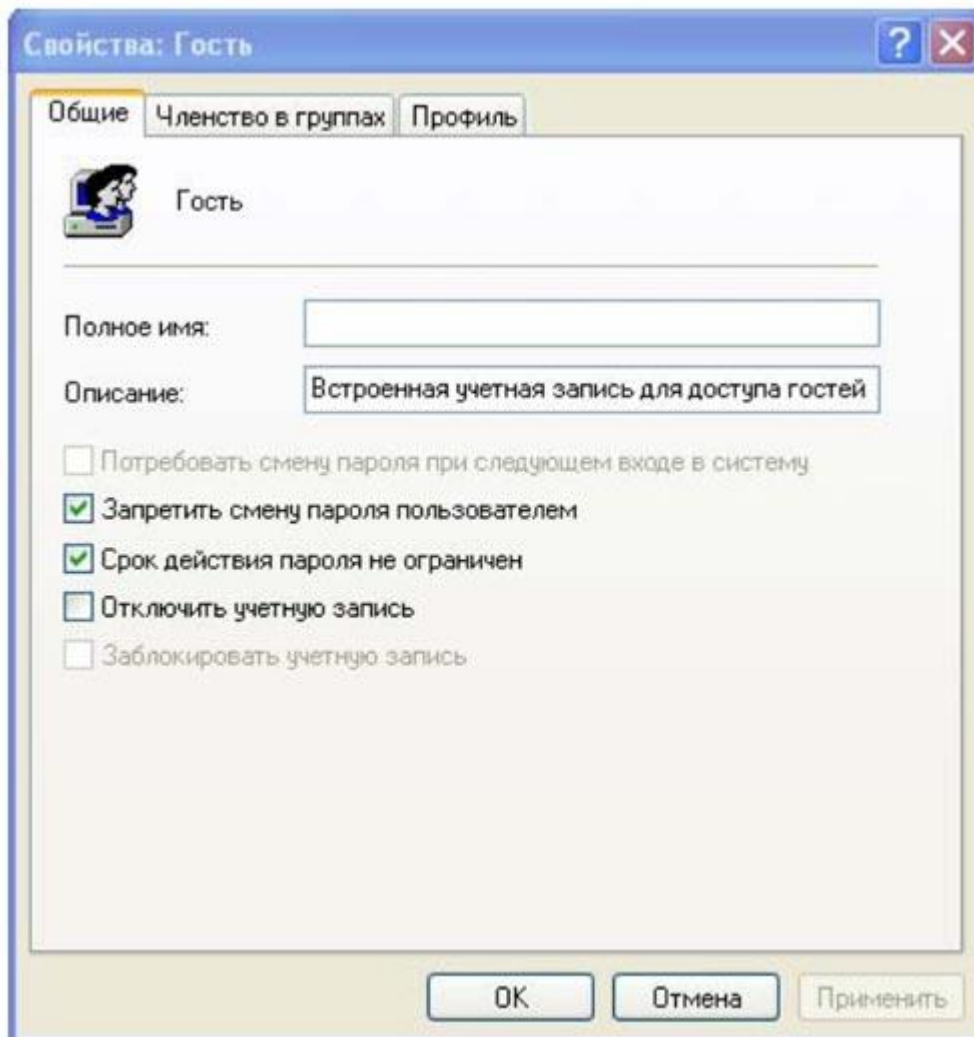 Свойства: Гость
?
Общие Членство в группах Профиль
Гость
Полное имя:
Описание: Встроенная учетная запись для доступа гостей
Потребовать смену пароля при следующем входе в систему
Запретить смену пароля пользователем
Срок действия пароля не ограничен
Отключить учетную запись
Заблокировать учетную запись
ОК Отмена Применить